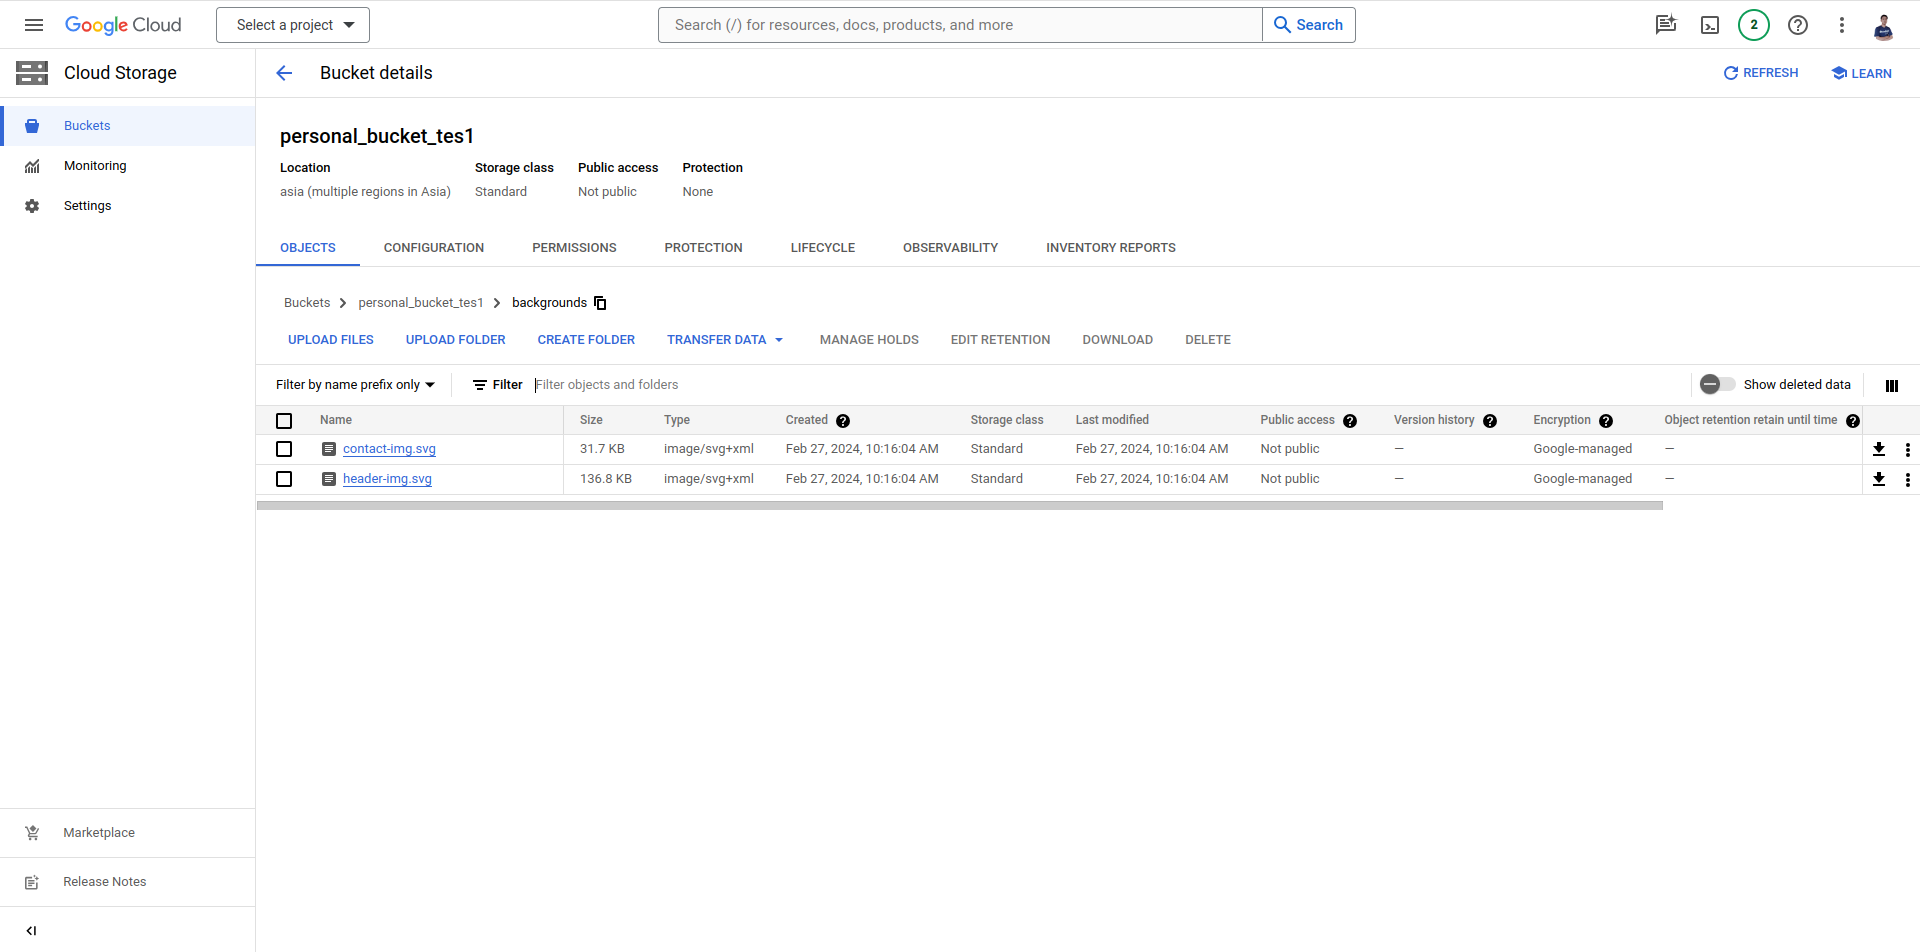 Google Cloud Select a project Search (/) for resources, docs, products, and more Search 2
Cloud Storage Bucket details REFRESH LEARN
Buckets
Monitoring
Settings
personal_bucket_tes1
Location Storage class Public access Protection
asia (multiple regions in Asia) Standard Not public None
OBJECTS CONFIGURATION PERMISSIONS PROTECTION LIFECYCLE OBSERVABILITY INVENTORY REPORTS
Buckets personal_bucket_tes1 backgrounds
UPLOAD FILES UPLOAD FOLDER CREATE FOLDER TRANSFER DATA MANAGE HOLDS EDIT RETENTION DOWNLOAD DELETE
Filter by name prefix only Filter Filter objects and folders Show deleted data
Name Size Type Created Storage class Last modified Public access Version history Encryption Object retention retain until time
contact-img.svg 31.7 KB image/svg+xml Feb 27, 2024, 10:16:04 AM Standard Feb 27, 2024, 10:16:04 AM Not public — Google-managed —
header-img.svg 136.8 KB image/svg+xml Feb 27, 2024, 10:16:04 AM Standard Feb 27, 2024, 10:16:04 AM Not public — Google-managed —
Marketplace
Release Notes